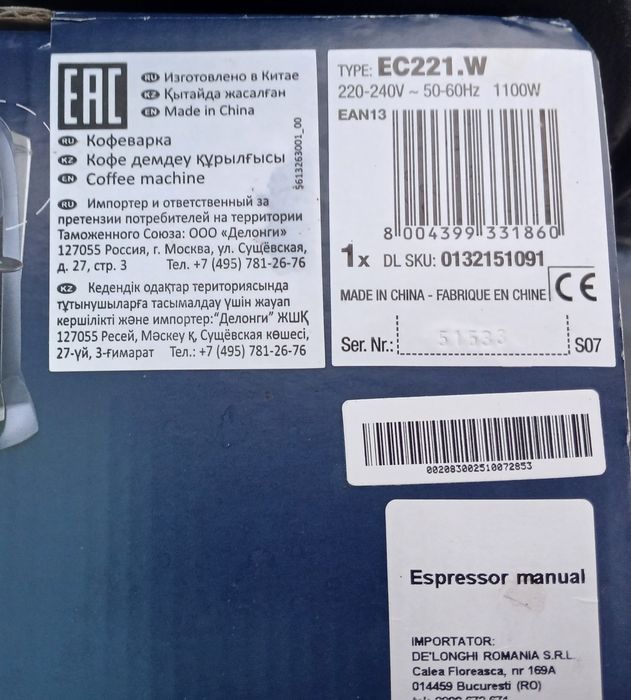 EAC
RU Изготовлено в Китае
KZ Қытайда жасалған
EN Made in China
RU Кофеварка
KZ Кофе демдеу құрылғысы
EN Coffee machine
5613263001_00
RU Импортер и ответственный за
претензии потребителей на территории
Таможенного Союза: ООО «Делонги»
127055 Россия, г. Москва, ул. Сущёвская,
д. 27, стр. 3 Тел. +7 (495) 781-26-76
KZ Кедендік одақтар териториясында
тұтынушыларға тасымалдау үшін жауап
кершілікті және импортер:"Делонги" ЖШҚ
127055 Ресей, Мәскеу қ, Сущёвская көшесі,
27-үй, 3-ғимарат Тел.: +7 (495) 781-26-76
TYPE: EC221.W
220-240V ~ 50-60Hz 1100W
EAN13
8 004399 331860
1x DL SKU: 0132151091
MADE IN CHINA - FABRIQUE EN CHINE
CE
Ser. Nr.: 51533 S07
002083002510072853
Espressor manual
IMPORTATOR:
DE'LONGHI ROMANIA S.R.L.
Calea Floreasca, nr 169A
014459 Bucuresti (RO)